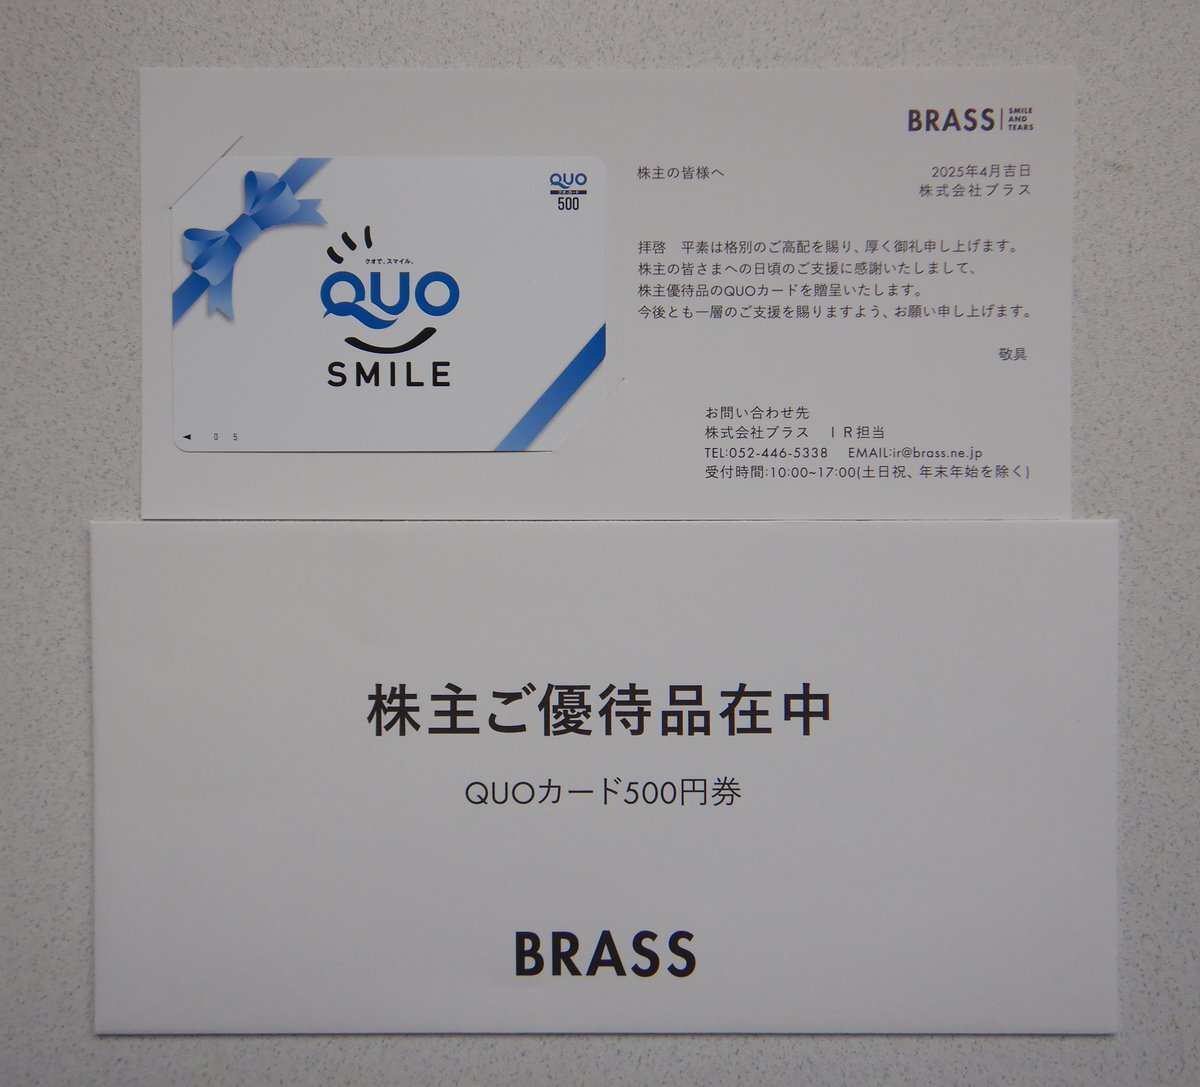 BRASS SMILE
AND
TEARS
QUO
クオ・カード
500
クオで、スマイル。
QUO
SMILE
◀ 0 5
株主の皆様へ
2025年4月吉日
株式会社ブラス
拝啓　平素は格別のご高配を賜り、厚く御礼申し上げます。
株主の皆さまへの日頃のご支援に感謝いたしまして、
株主優待品のQUOカードを贈呈いたします。
今後とも一層のご支援を賜りますよう、お願い申し上げます。
敬具
お問い合わせ先
株式会社ブラス　ＩＲ担当
TEL:052-446-5338　EMAIL:ir@brass.ne.jp
受付時間:10:00~17:00(土日祝、年末年始を除く)
株主ご優待品在中
QUOカード500円券
BRASS